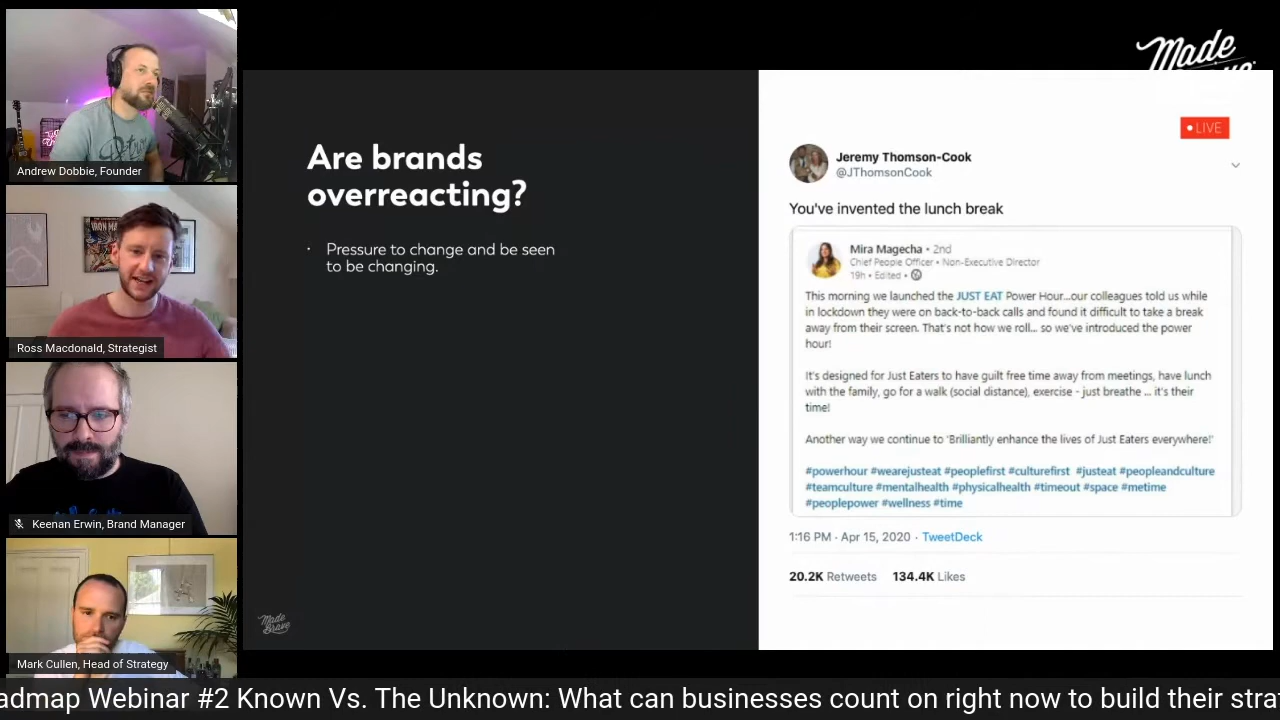 Andrew Dobbie, Founder
IRON MA
Ross Macdonald, Strategist
Keenan Erwin, Brand Manager
Mark Cullen, Head of Strategy
Made
Brave
LIVE
Are brands
overreacting?
· Pressure to change and be seen
to be changing.
Made
Brave
Jeremy Thomson-Cook
@JThomsonCook
You've invented the lunch break
Mira Magecha • 2nd
Chief People Officer • Non-Executive Director
19h • Edited •
This morning we launched the JUST EAT Power Hour...our colleagues told us while
in lockdown they were on back-to-back calls and found it difficult to take a break
away from their screen. That's not how we roll... so we've introduced the power
hour!
It's designed for Just Eaters to have guilt free time away from meetings, have lunch
with the family, go for a walk (social distance), exercise - just breathe ... it's their
time!
Another way we continue to 'Brilliantly enhance the lives of Just Eaters everywhere!'
#powerhour #wearejusteat #peoplefirst #culturefirst #justeat #peopleandculture
#teamculture #mentalhealth #physicalhealth #timeout #space #metime
#peoplepower #wellness #time
1:16 PM · Apr 15, 2020 · TweetDeck
20.2K Retweets 134.4K Likes
admap Webinar #2 Known Vs. The Unknown: What can businesses count on right now to build their stra